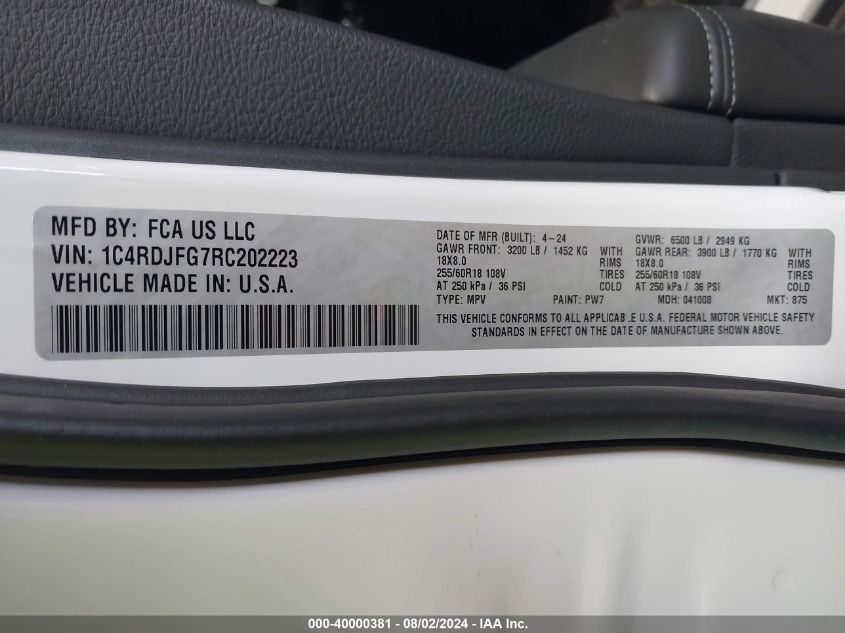 MFD BY: FCA US LLC
VIN: 1C4RDJFG7RC202223
VEHICLE MADE IN: U.S.A.
DATE OF MFR (BUILT): 4-24 GVWR: 6500 LB / 2949 KG
GAWR FRONT: 3200 LB / 1452 KG WITH GAWR REAR: 3900 LB / 1770 KG WITH
18X8.0 RIMS 18X8.0 RIMS
255/60R18 108V TIRES 255/60R18 108V TIRES
AT 250 kPa / 36 PSI COLD AT 250 kPa / 36 PSI COLD
TYPE: MPV PAINT: PW7 MDH: 041008 MKT: 875
THIS VEHICLE CONFORMS TO ALL APPLICAB .E U.S.A. FEDERAL MOTOR VEHICLE SAFETY
STANDARDS IN EFFECT ON THE DATE OF MANUFACTURE SHOWN ABOVE.
000-40000381 - 08/02/2024 - IAA Inc.